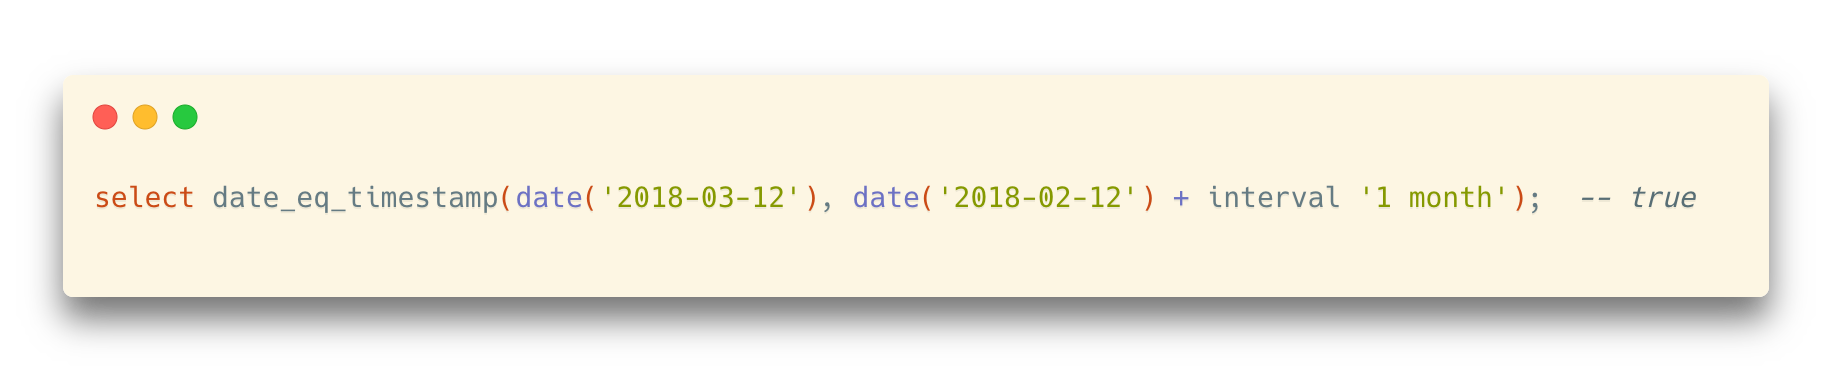 select date_eq_timestamp(date('2018-03-12'), date('2018-02-12') + interval '1 month');  -- true